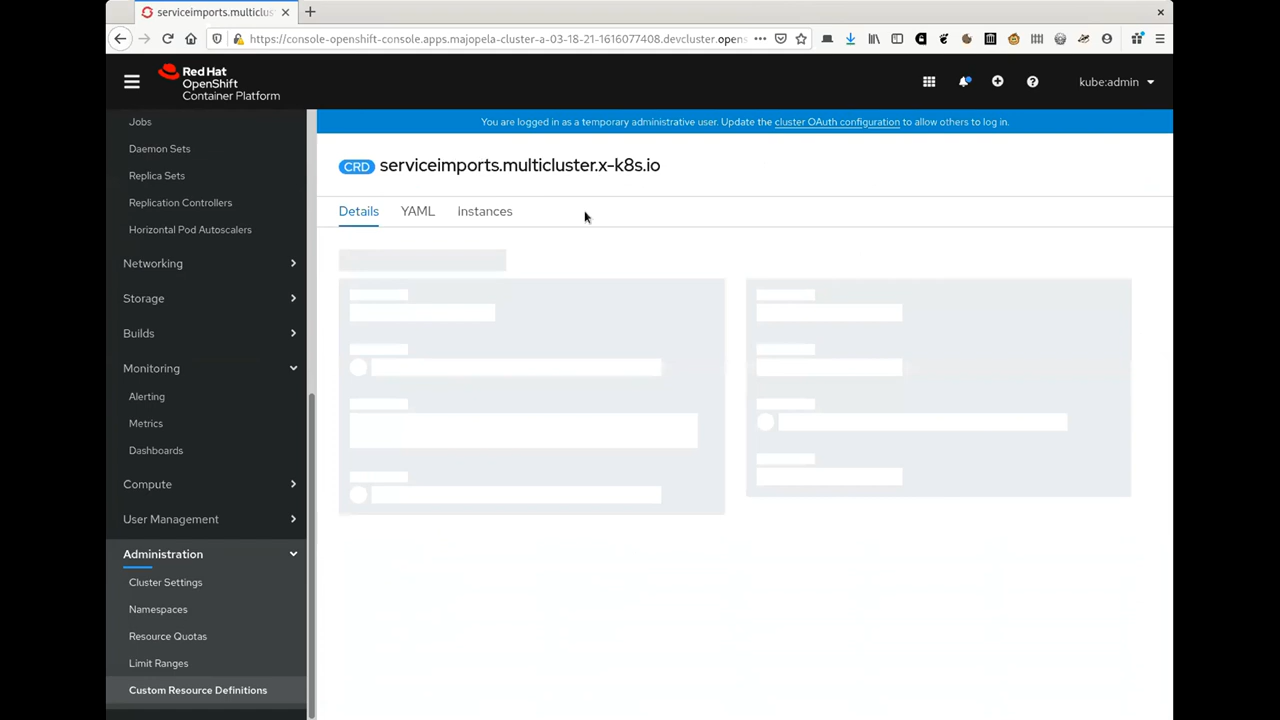 serviceimports.multiclus
https://console-openshift-console.apps.majopela-cluster-a-03-18-21-1616077408.devcluster.opens
Red Hat
OpenShift
Container Platform
kube:admin
You are logged in as a temporary administrative user. Update the cluster OAuth configuration to allow others to log in.
Jobs
Daemon Sets
Replica Sets
Replication Controllers
Horizontal Pod Autoscalers
Networking
Storage
Builds
Monitoring
Alerting
Metrics
Dashboards
Compute
User Management
Administration
Cluster Settings
Namespaces
Resource Quotas
Limit Ranges
Custom Resource Definitions
CRD serviceimports.multicluster.x-k8s.io
Details YAML Instances